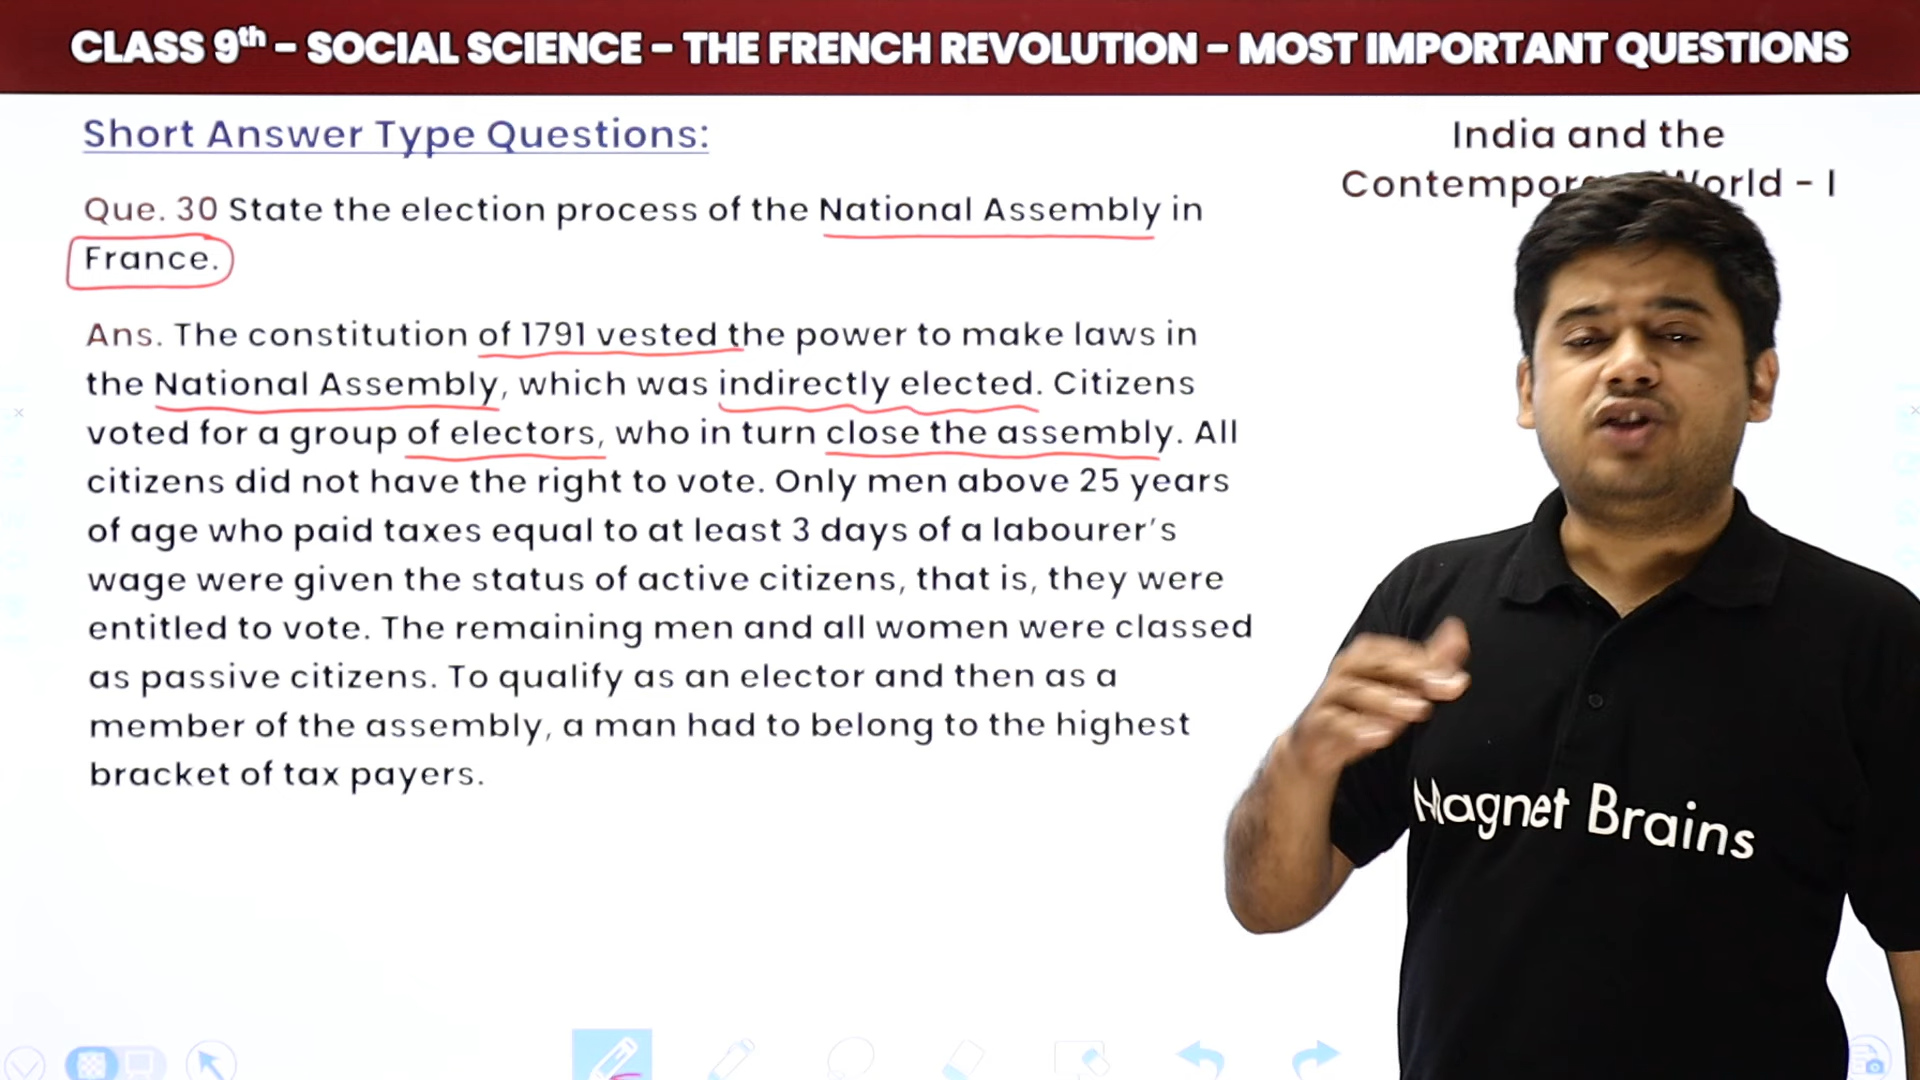 CLASS 9th – SOCIAL SCIENCE – THE FRENCH REVOLUTION – MOST IMPORTANT QUESTIONS
Short Answer Type Questions:
India and the
Contemporary World - I
Que. 30 State the election process of the National Assembly in
France.
Ans. The constitution of 1791 vested the power to make laws in
the National Assembly, which was indirectly elected. Citizens
voted for a group of electors, who in turn close the assembly. All
citizens did not have the right to vote. Only men above 25 years
of age who paid taxes equal to at least 3 days of a labourer's
wage were given the status of active citizens, that is, they were
entitled to vote. The remaining men and all women were classed
as passive citizens. To qualify as an elector and then as a
member of the assembly, a man had to belong to the highest
bracket of tax payers.
Magnet Brains